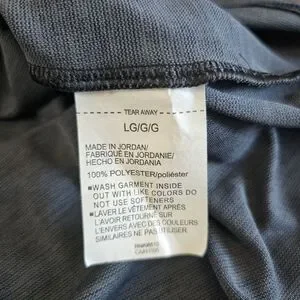 TEAR AWAY
LG/G/G
MADE IN JORDAN/
FABRIQUÉ EN JORDANIE/
HECHO EN JORDANIA
100% POLYESTER/poliéster
■WASH GARMENT INSIDE
OUT WITH LIKE COLORS DO
NOT USE SOFTENERS
■LAVER LE VÊTEMENT APRÈS
L'AVOIR RETOURNÉ SUR
L'ENVERS AVEC DES COULEURS
SIMILAIRES NE PAS UTILISER